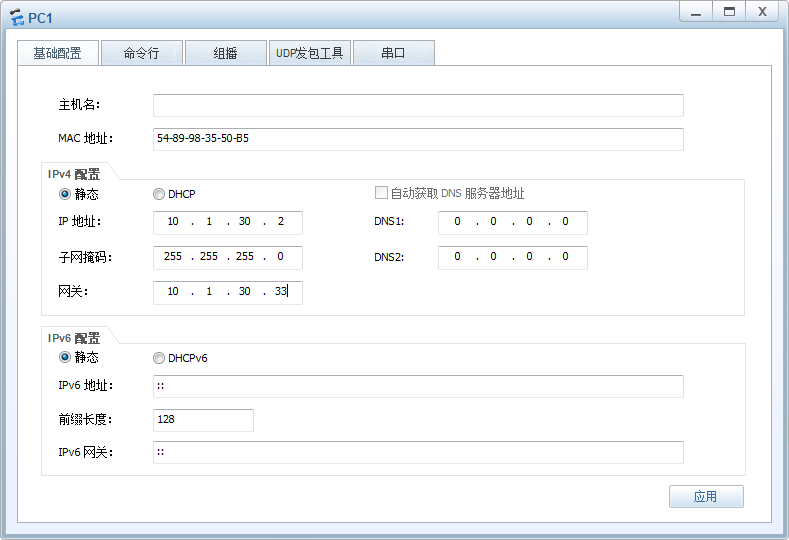 PC1
基础配置 命令行 组播 UDP发包工具 串口
主机名：
MAC 地址： 54-89-98-35-50-B5
IPv4 配置
静态 DHCP 自动获取 DNS 服务器地址
IP 地址： 10 . 1 . 30 . 2 DNS1: 0 . 0 . 0 . 0
子网掩码： 255 . 255 . 255 . 0 DNS2: 0 . 0 . 0 . 0
网关： 10 . 1 . 30 . 33
IPv6 配置
静态 DHCPv6
IPv6 地址： ::
前缀长度： 128
IPv6 网关： ::
应用